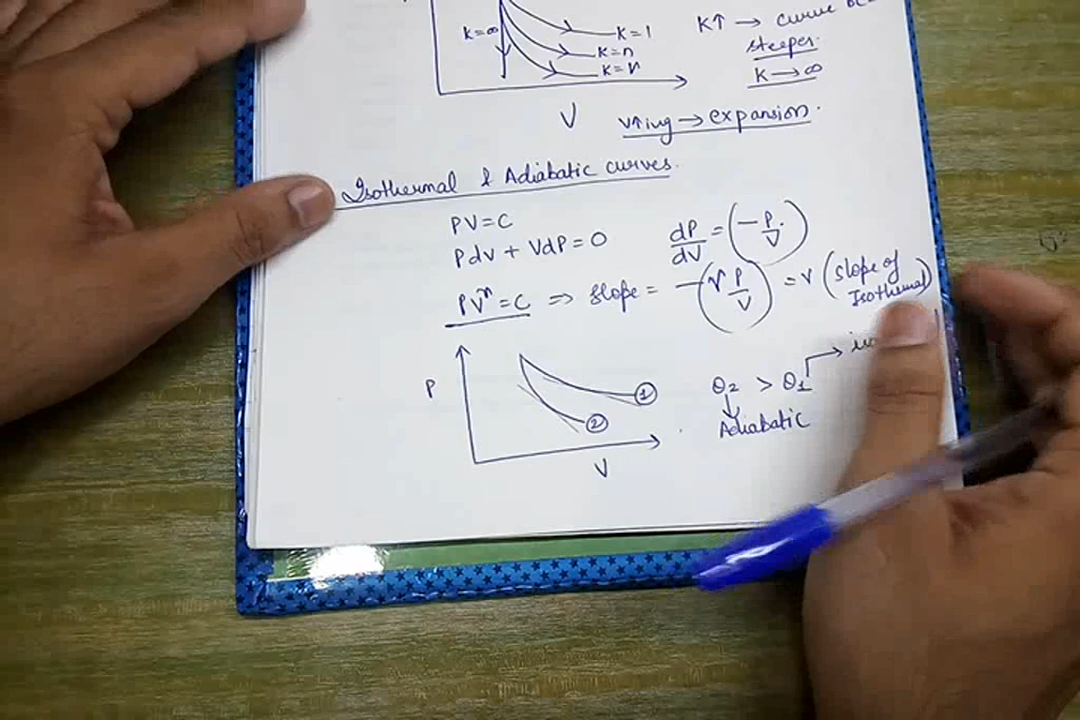 k=∞
k=1
k=n
k=γ
V
K↑ → curve
steeper.
k → ∞
V↑ing → expansion.
Isothermal & Adiabatic curves.
PV=C
Pdv + VdP = 0
dP/dV = (-P/V)
PVⁿ=C ⇒ slope = -(γ P/V) = γ (slope of Isothermal)
P
①
②
V
θ₂ > θ₁
Adiabatic